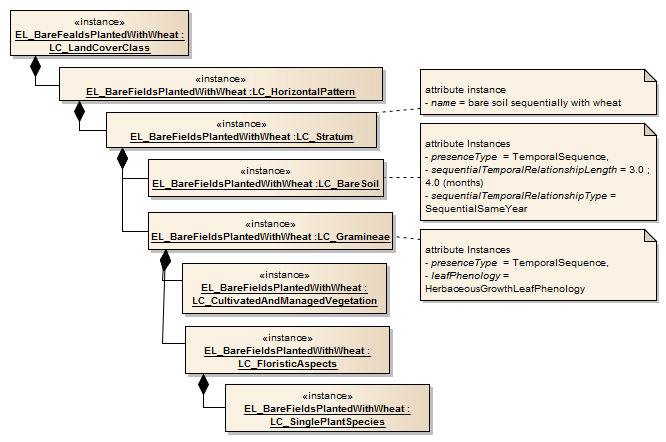 «instance»
EL_BareFealdsPlantedWithWheat :
LC_LandCoverClass
«instance»
EL_BareFieldsPlantedWithWheat :LC_HorizontalPattern
«instance»
EL_BareFieldsPlantedWithWheat :LC_Stratum
«instance»
EL_BareFieldsPlantedWithWheat :LC_BareSoil
«instance»
EL_BareFieldsPlantedWithWheat :LC_Gramineae
«instance»
EL_BareFieldsPlantedWithWheat :
LC_CultivatedAndManagedVegetation
«instance»
EL_BareFieldsPlantedWithWheat :
LC_FloristicAspects
«instance»
EL_BareFieldsPlantedWithWheat :
LC_SinglePlantSpecies
attribute instance
- name = bare soil sequentially with wheat
attribute Instances
- presenceType = TemporalSequence,
- sequentialTemporalRelationshipLength = 3.0 ;
4.0 (months)
- sequentialTemporalRelationshipType =
SequentialSameYear
attribute Instances
- presenceType = TemporalSequence,
- leafPhenology =
HerbaceousGrowthLeafPhenology